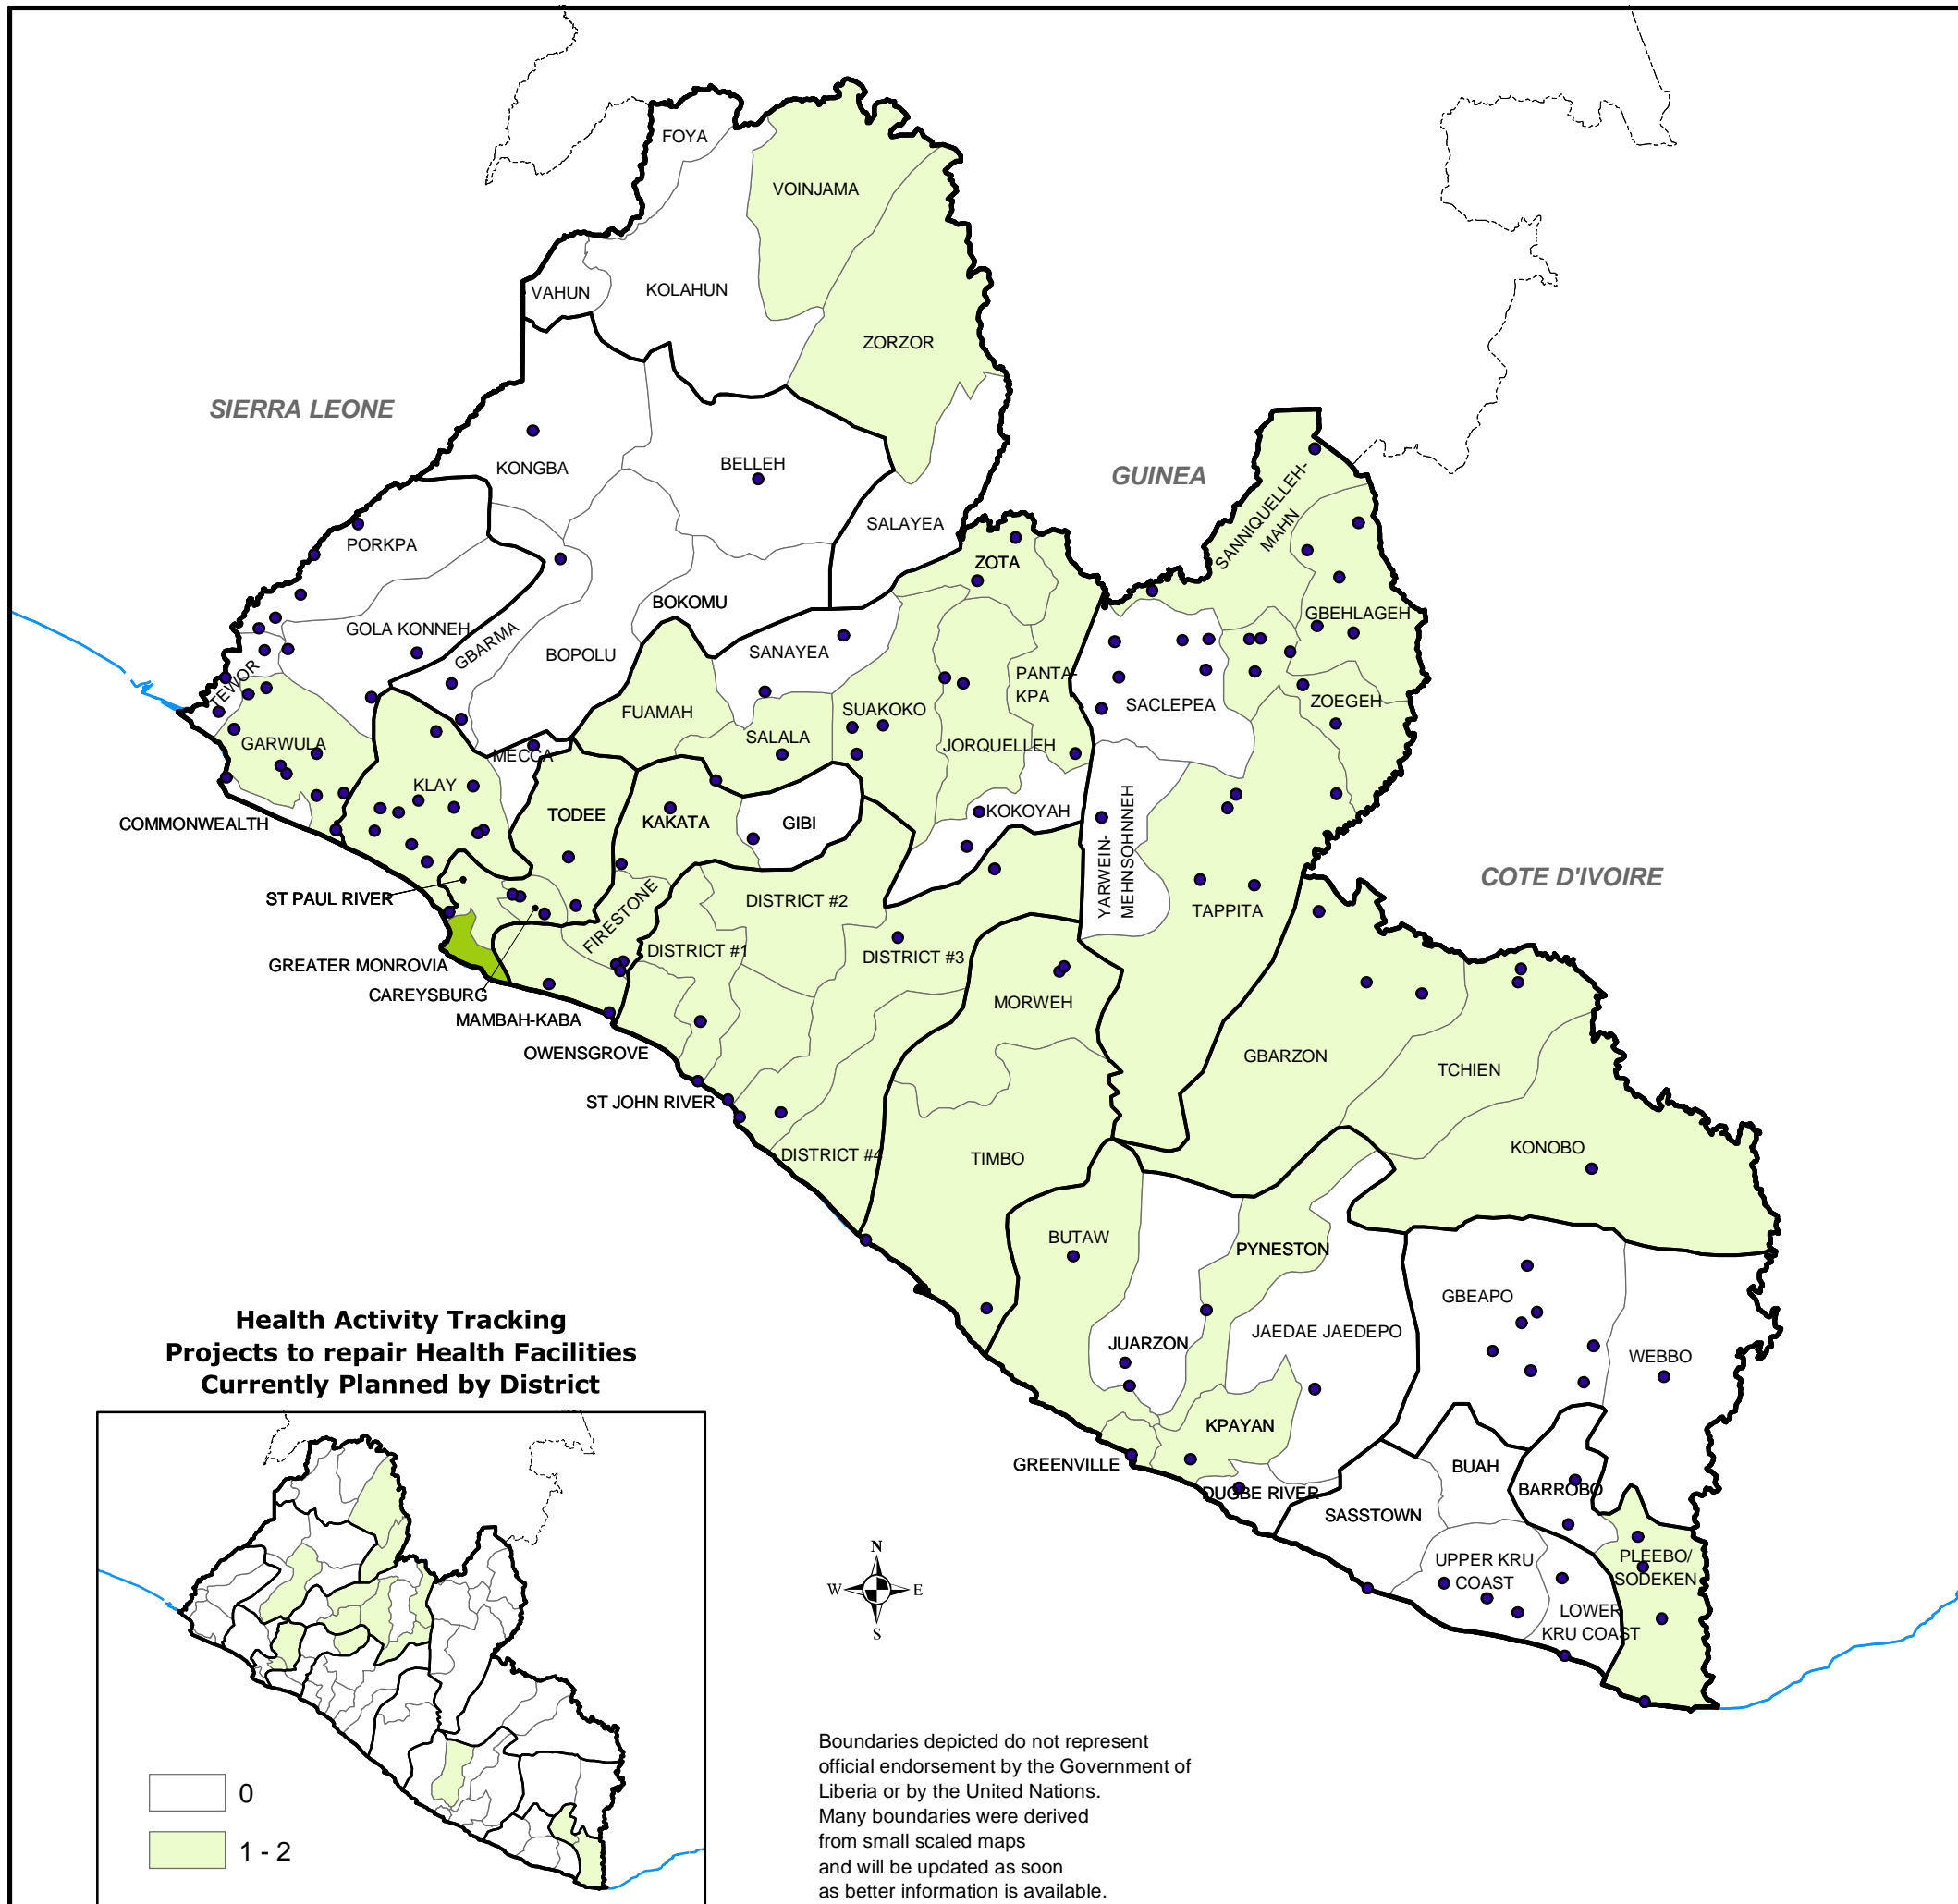 FOYA
VOINJAMA
VAHUN
KOLAHUN
ZORZOR
SIERRA LEONE
KONGBA
BELLEH
GUINEA
SANNIQUELLEH-
MAHN
SALAYEA
PORKPA
ZOTA
BOKOMU
GBEHLAGEH
GOLA KONNEH
GBARMA
BOPOLU
SANAYEA
TEWOR
PANTA-
KPA
SACLEPEA
ZOEGEH
FUAMAH
SUAKOKO
SALALA
JORQUELLEH
GARWULA
MECCA
KLAY
KOKOYAH
COMMONWEALTH
TODEE
KAKATA
GIBI
YARWEIN-
MEHNSOHNNEH
COTE D'IVOIRE
ST PAUL RIVER
DISTRICT #2
TAPPITA
FIRESTONE
DISTRICT #1
DISTRICT #3
GREATER MONROVIA
CAREYSBURG
MORWEH
MAMBAH-KABA
OWENSGROVE
GBARZON
TCHIEN
ST JOHN RIVER
DISTRICT #4
TIMBO
KONOBO
BUTAW
PYNESTON
GBEAPO
JUARZON
JAEDAE JAEDEPO
WEBBO
KPAYAN
GREENVILLE
BUAH
DUGBE RIVER
BARROBO
SASSTOWN
UPPER KRU
COAST
PLEEBO/
SODEKEN
LOWER
KRU COAST
Health Activity Tracking
Projects to repair Health Facilities
Currently Planned by District
0
1 - 2
N
W
E
S
Boundaries depicted do not represent
official endorsement by the Government of
Liberia or by the United Nations.
Many boundaries were derived
from small scaled maps
and will be updated as soon
as better information is available.